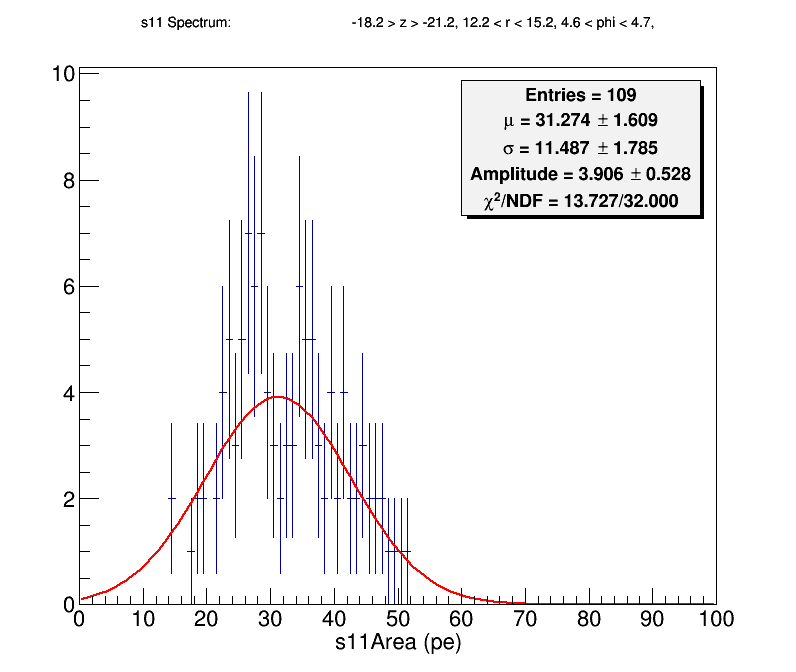 s11 Spectrum: -18.2 > z > -21.2, 12.2 < r < 15.2, 4.6 < phi < 4.7,
Entries = 109
μ = 31.274 ± 1.609
σ = 11.487 ± 1.785
Amplitude = 3.906 ± 0.528
χ²/NDF = 13.727/32.000
10
8
6
4
2
0
0 10 20 30 40 50 60 70 80 90 100
s11Area (pe)